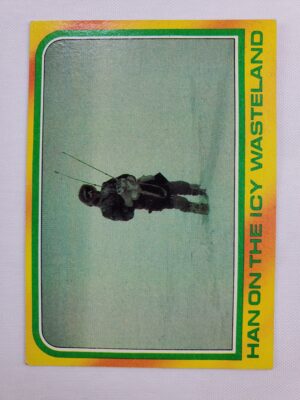 HAN ON THE ICY WASTELAND